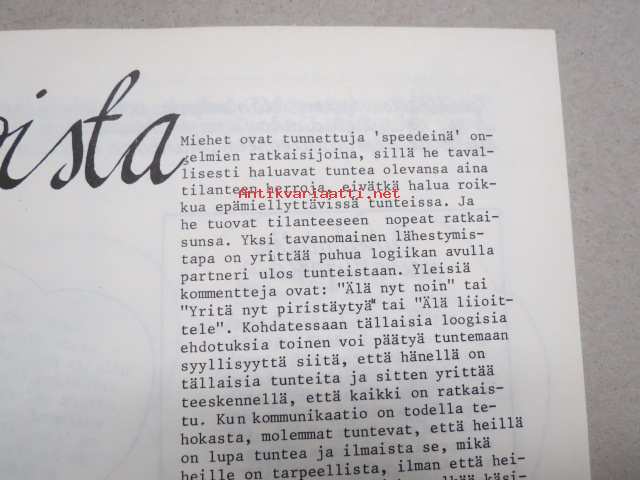 ista
Miehet ovat tunnettuja 'speedeinä' on-
gelmien ratkaisijoina, sillä he taval-
lisesti haluavat tuntea olevansa aina
tilanteen herroja, eivätkä halua roik-
Antikvariaatti.net
kua epämiellyttävissä tunteissa. Ja
he tuovat tilanteeseen nopeat ratkai-
sunsa. Yksi tavanomainen lähestymis-
tapa on yrittää puhua logiikan avulla
partneri ulos tunteistaan. Yleisiä
kommentteja ovat: "Älä nyt noin" tai
"Yritä nyt piristäytyä" tai "Älä liioit-
tele". Kohdatessaan tällaisia loogisia
ehdotuksia toinen voi päätyä tuntemaan
syyllisyyttä siitä, että hänellä on
tällaisia tunteita ja sitten yrittää
teeskennellä, että kaikki on ratkais-
tu. Kun kommunikaatio on todella te-
hokasta, molemmat tuntevat, että heillä
on lupa tuntea ja ilmaista se, mikä
heille on tarpeellista, ilman että hei-